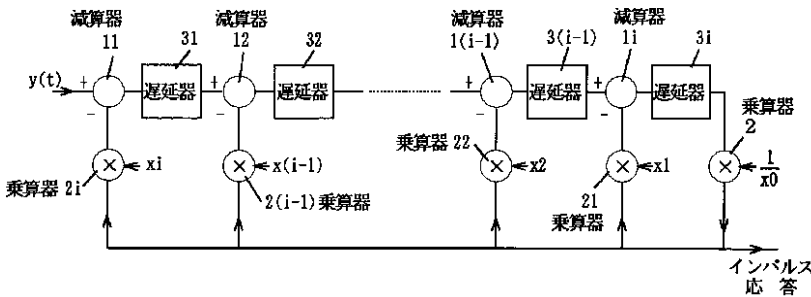 減算器
11
31
減算器
12
32
減算器
1(i-1)
3(i-1)
減算器
1i
3i
y(t)
+
-
遅延器
+
-
遅延器
+
-
遅延器
+
-
遅延器
乗算器
2
乗算器 2i
×
xi
×
x(i-1)
2(i-1) 乗算器
乗算器 22
×
x2
×
x1
21
乗算器
×
1
x0
インパルス
応 答